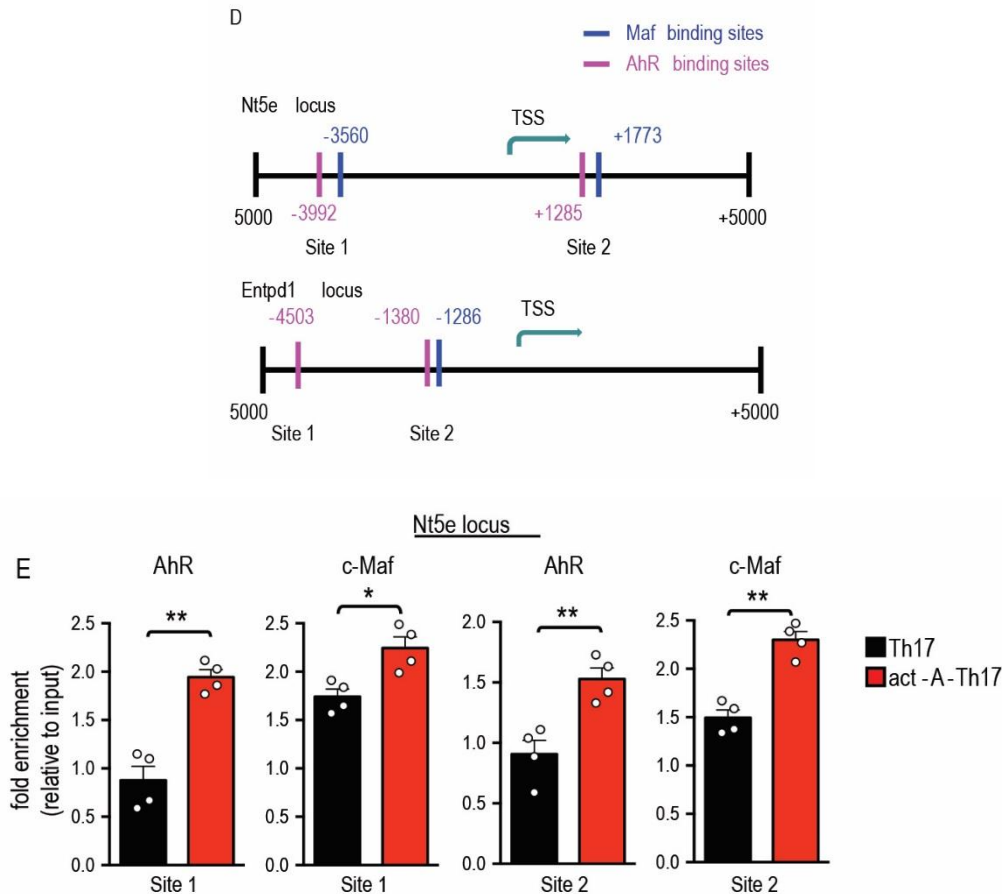 D
Maf binding sites
AhR binding sites
Nt5e locus
-3560
TSS
+1773
5000
-3992
+1285
+5000
Site 1
Site 2
Entpd1 locus
-4503
-1380
-1286
TSS
5000
+5000
Site 1
Site 2
Nt5e locus
E
AhR
c-Maf
AhR
c-Maf
fold enrichment
(relative to input)
2.5
2.0
1.5
1.0
0.5
0.0
**
Site 1
2.5
2.0
1.5
1.0
0.5
0.0
*
Site 1
2.0
1.5
1.0
1.5
0.0
**
Site 2
2.5
2.0
1.5
1.0
0.5
0.0
**
Site 2
Th17
act -A-Th17